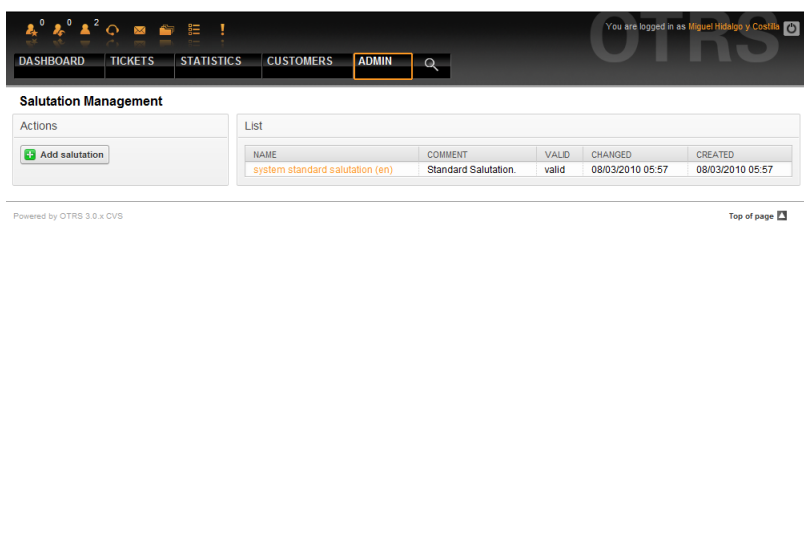 0 0 2
OTRS
You are logged in as Miguel Hidalgo y Costilla
DASHBOARD TICKETS STATISTICS CUSTOMERS ADMIN
Salutation Management
Actions
Add salutation
List
NAME COMMENT VALID CHANGED CREATED
system standard salutation (en) Standard Salutation. valid 08/03/2010 05:57 08/03/2010 05:57
Powered by OTRS 3.0.x CVS
Top of page